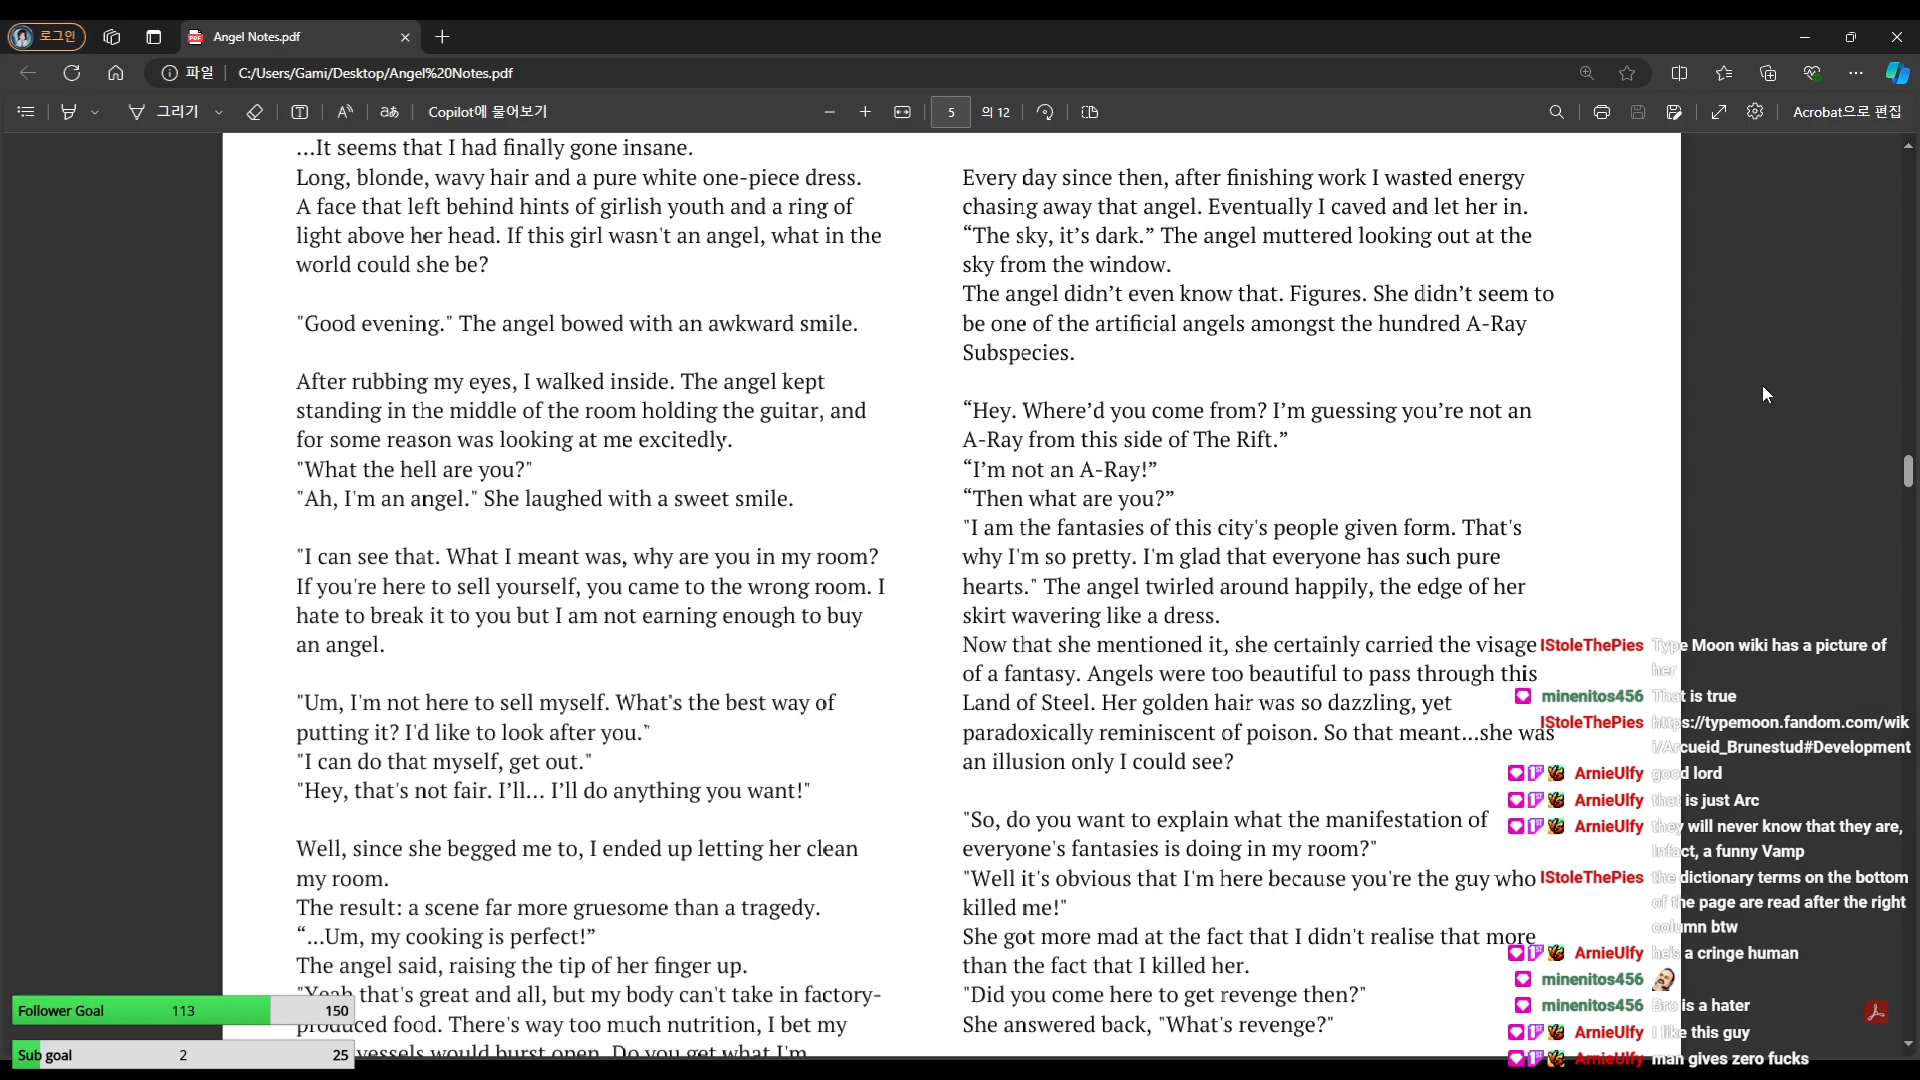 로그인
Angel Notes.pdf
파일
C:/Users/Gami/Desktop/Angel%20Notes.pdf
그리기
Copilot에 물어보기
5
의 12
Acrobat으로 편집
...It seems that I had finally gone insane.
Long, blonde, wavy hair and a pure white one-piece dress.
A face that left behind hints of girlish youth and a ring of
light above her head. If this girl wasn't an angel, what in the
world could she be?
"Good evening." The angel bowed with an awkward smile.
After rubbing my eyes, I walked inside. The angel kept
standing in the middle of the room holding the guitar, and
for some reason was looking at me excitedly.
"What the hell are you?"
"Ah, I'm an angel." She laughed with a sweet smile.
"I can see that. What I meant was, why are you in my room?
If you're here to sell yourself, you came to the wrong room. I
hate to break it to you but I am not earning enough to buy
an angel.
"Um, I'm not here to sell myself. What's the best way of
putting it? I'd like to look after you."
"I can do that myself, get out."
"Hey, that's not fair. I’ll... I’ll do anything you want!"
Well, since she begged me to, I ended up letting her clean
my room.
The result: a scene far more gruesome than a tragedy.
“...Um, my cooking is perfect!”
The angel said, raising the tip of her finger up.
"Yeah that's great and all, but my body can't take in factory-
produced food. There's way too much nutrition, I bet my
vessels would burst open. Do you get what I'm
Every day since then, after finishing work I wasted energy
chasing away that angel. Eventually I caved and let her in.
“The sky, it’s dark.” The angel muttered looking out at the
sky from the window.
The angel didn’t even know that. Figures. She didn’t seem to
be one of the artificial angels amongst the hundred A-Ray
Subspecies.
“Hey. Where’d you come from? I’m guessing you’re not an
A-Ray from this side of The Rift.”
“I’m not an A-Ray!”
“Then what are you?”
"I am the fantasies of this city's people given form. That's
why I'm so pretty. I'm glad that everyone has such pure
hearts." The angel twirled around happily, the edge of her
skirt wavering like a dress.
Now that she mentioned it, she certainly carried the visage
of a fantasy. Angels were too beautiful to pass through this
Land of Steel. Her golden hair was so dazzling, yet
paradoxically reminiscent of poison. So that meant...she was
an illusion only I could see?
"So, do you want to explain what the manifestation of
everyone's fantasies is doing in my room?"
"Well it's obvious that I'm here because you're the guy who
killed me!"
She got more mad at the fact that I didn't realise that more
than the fact that I killed her.
"Did you come here to get revenge then?"
She answered back, "What's revenge?"
IStoleThePies Type Moon wiki has a picture of
her
minenitos456 That is true
IStoleThePies https://typemoon.fandom.com/wik
i/Arcueid_Brunestud#Development
ArnieUlfy good lord
ArnieUlfy that is just Arc
ArnieUlfy they will never know that they are,
Infact, a funny Vamp
IStoleThePies the dictionary terms on the bottom
of the page are read after the right
column btw
ArnieUlfy he's a cringe human
minenitos456
minenitos456 Bro is a hater
ArnieUlfy I like this guy
ArnieUlfy man gives zero fucks
Follower Goal 113 150
Sub goal 2 25